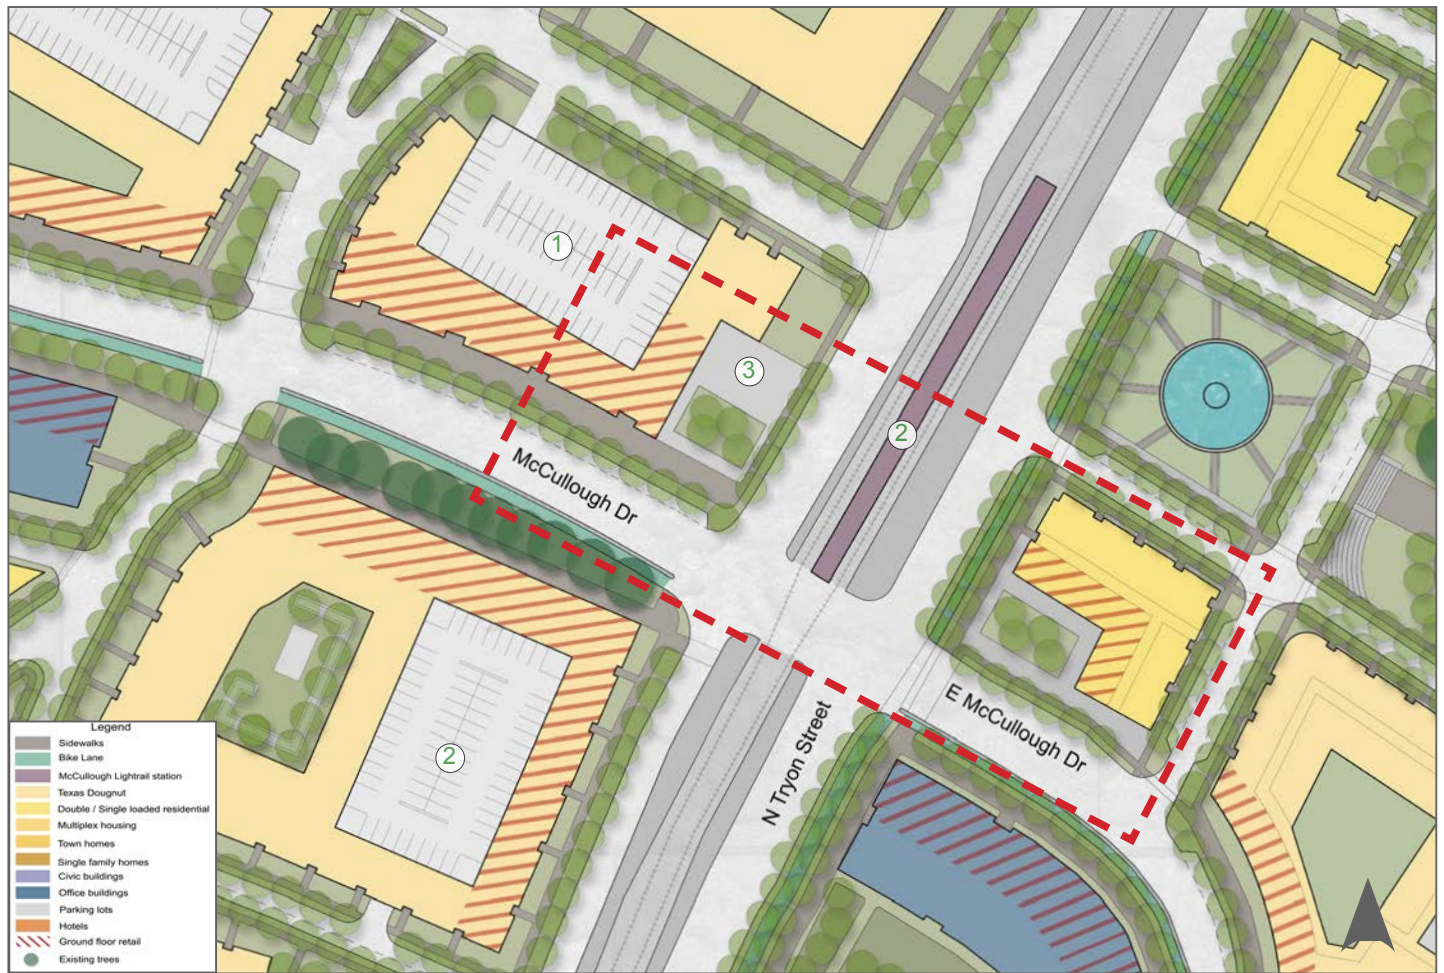 1
3
2
McCullough Dr
E McCullough Dr
N Tryon Street
2
Legend
Sidewalks
Bike Lane
McCullough Lightrail station
Texas Dougnut
Double / Single loaded residential
Multiplex housing
Town homes
Single family homes
Civic buildings
Office buildings
Parking lots
Hotels
Ground floor retail
Existing trees